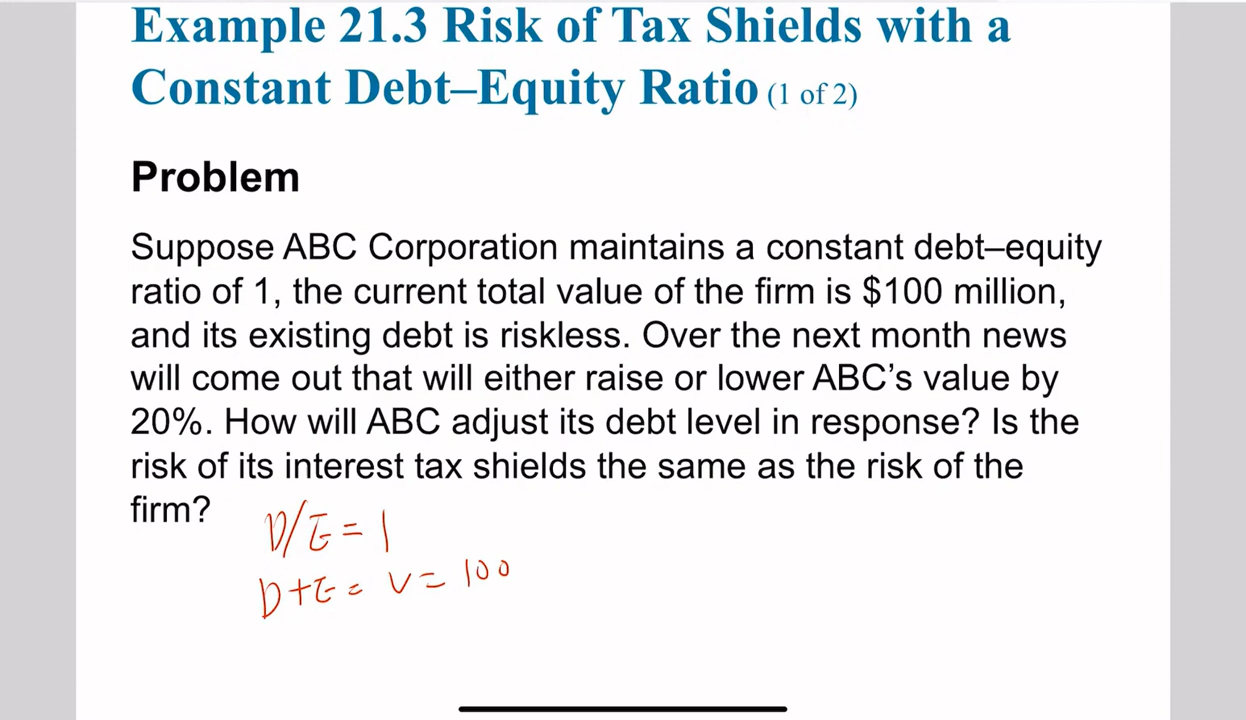 Example 21.3 Risk of Tax Shields with a
Constant Debt–Equity Ratio (1 of 2)
Problem
Suppose ABC Corporation maintains a constant debt–equity
ratio of 1, the current total value of the firm is $100 million,
and its existing debt is riskless. Over the next month news
will come out that will either raise or lower ABC’s value by
20%. How will ABC adjust its debt level in response? Is the
risk of its interest tax shields the same as the risk of the
firm?
D/E = 1
D+E = V = 100